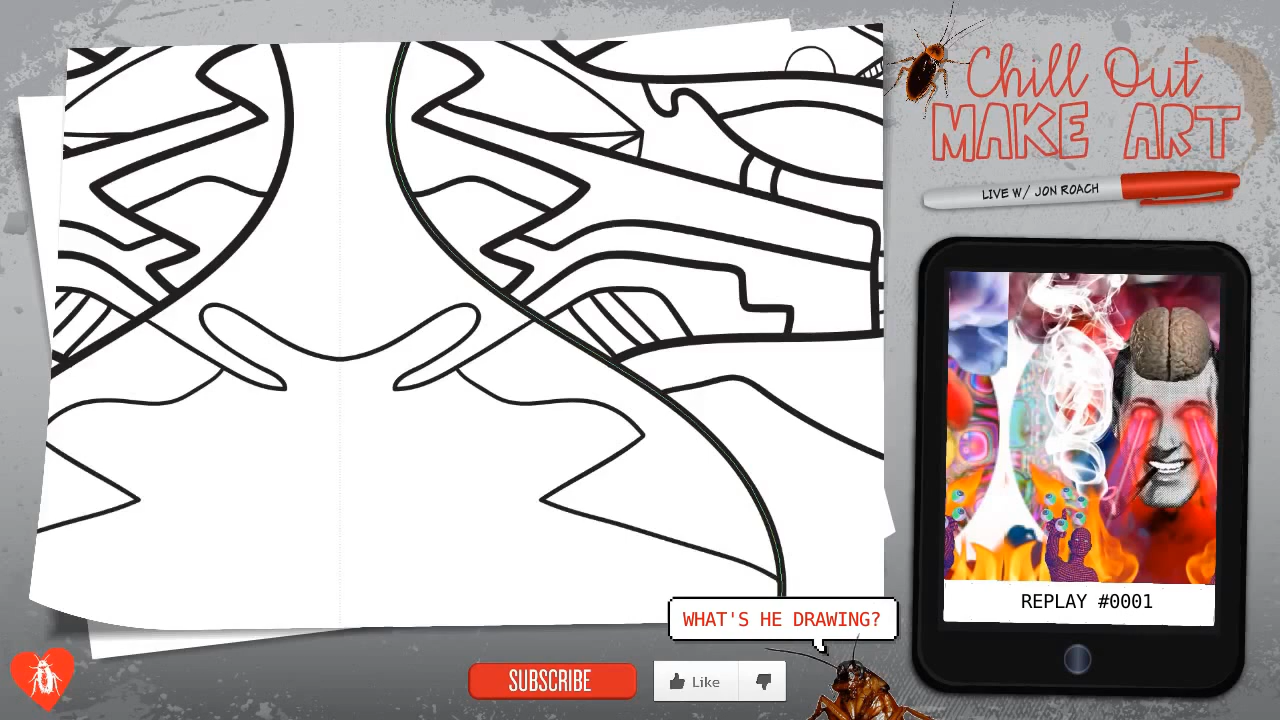 Chill Out
MAKE ART
LIVE W/ JON ROACH
REPLAY #0001
WHAT'S HE DRAWING?
SUBSCRIBE
Like